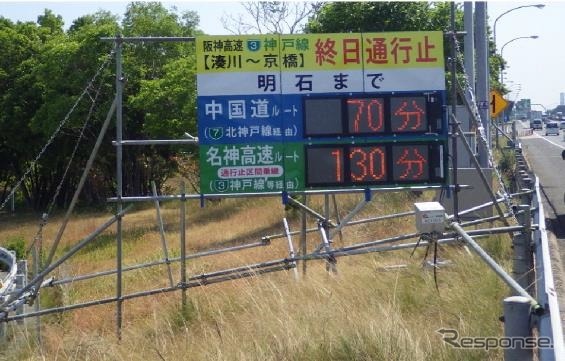 阪神高速 3 神戸線
【湊川～京橋】
終日通行止
明石まで
中国道ルート
(7 北神戸線 経由)
70分
名神高速ルート
通行止区間乗継
(3 神戸線等経由)
130分
Response.